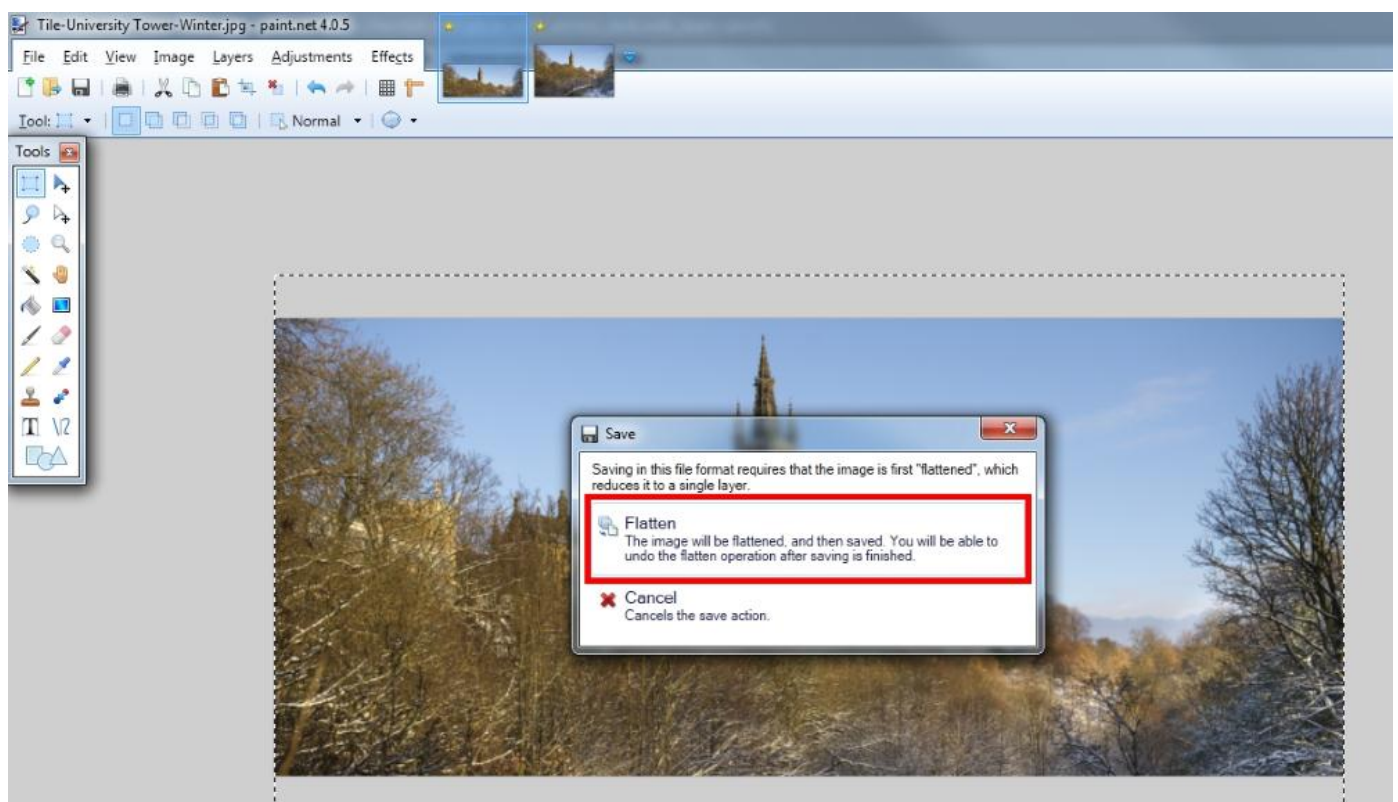 Tile-University Tower-Winter.jpg - paint.net 4.0.5
File Edit View Image Layers Adjustments Effects
Tool: Normal
Tools
Save
Saving in this file format requires that the image is first "flattened", which
reduces it to a single layer.
Flatten
The image will be flattened, and then saved. You will be able to
undo the flatten operation after saving is finished.
Cancel
Cancels the save action.